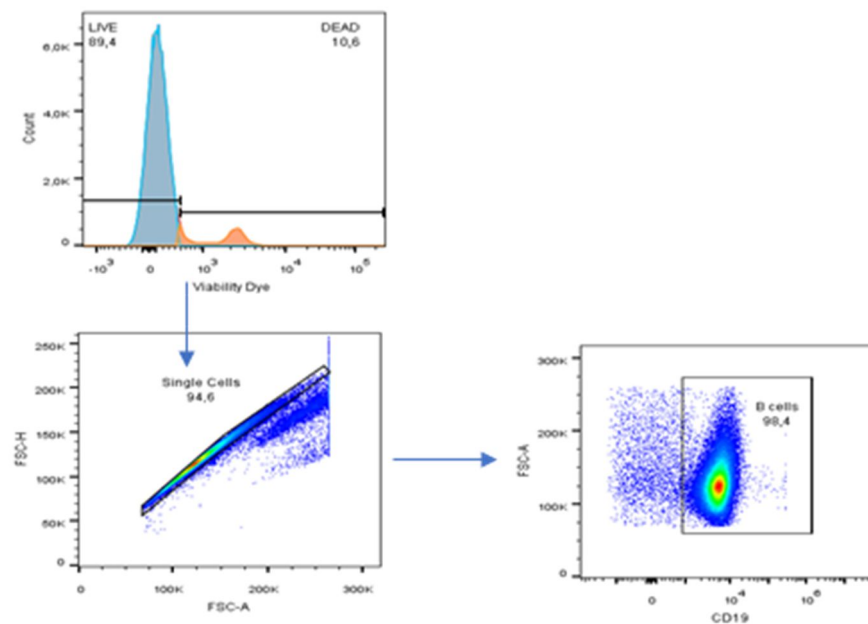 LIVE DEAD
89,4 10,6
6,0K
4,0K
2,0K
0
Count
-10³ 0 10³ 10⁴ 10⁵
Viability Dye
250K
200K
150K
100K
50K
0
FSC-H
Single Cells
94,6
0 100K 200K 300K
FSC-A
300K
200K
100K
0
FSC-A
B cells
98,4
0 10⁴ 10⁶
CD19